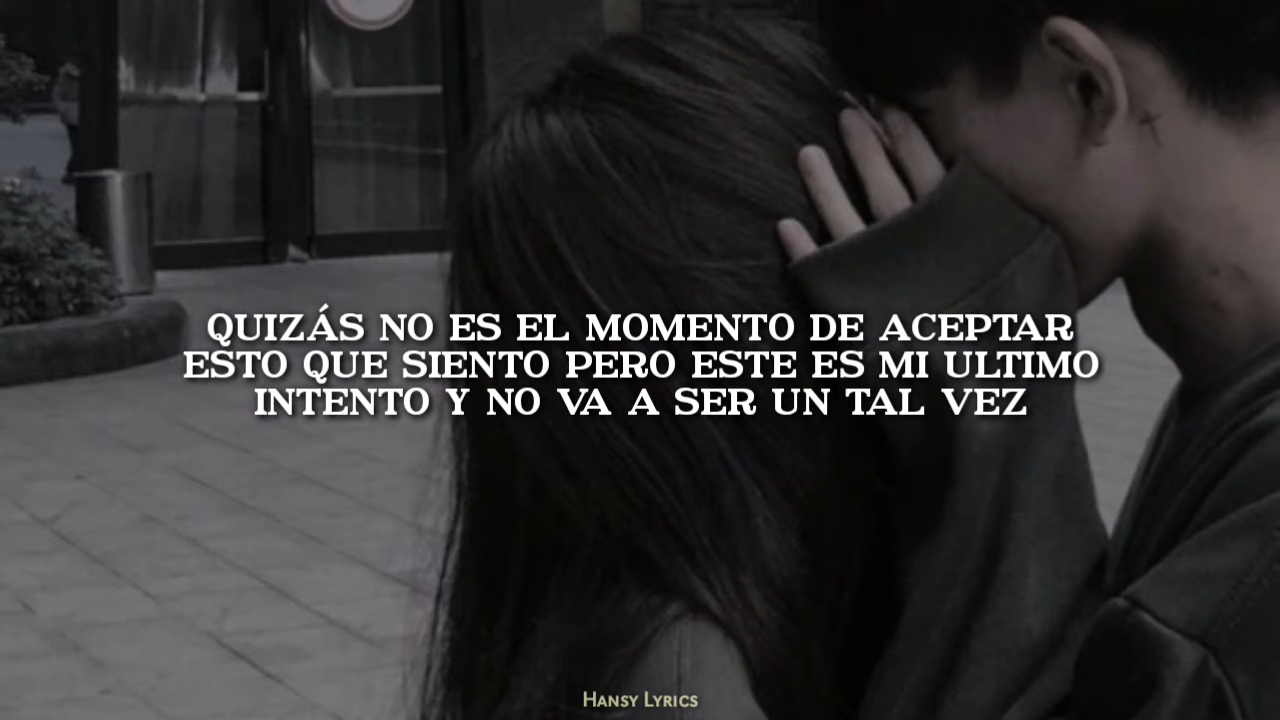 QUIZÁS NO ES EL MOMENTO DE ACEPTAR
ESTO QUE SIENTO PERO ESTE ES MI ULTIMO
INTENTO Y NO VA A SER UN TAL VEZ
Hansy Lyrics